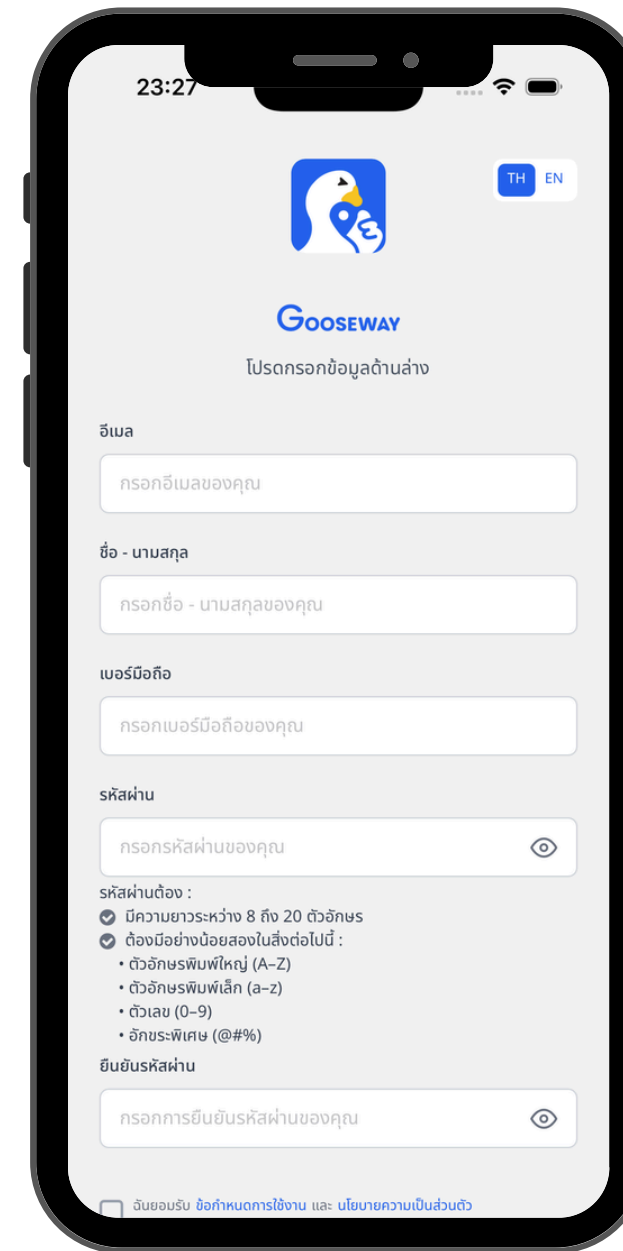 23:27
TH EN
GOOSEWAY
โปรดกรอกข้อมูลด้านล่าง
อีเมล
กรอกอีเมลของคุณ
ชื่อ - นามสกุล
กรอกชื่อ - นามสกุลของคุณ
เบอร์มือถือ
กรอกเบอร์มือถือของคุณ
รหัสผ่าน
กรอกรหัสผ่านของคุณ
รหัสผ่านต้อง :
มีความยาวระหว่าง 8 ถึง 20 ตัวอักษร
ต้องมีอย่างน้อยสองในสิ่งต่อไปนี้ :
• ตัวอักษรพิมพ์ใหญ่ (A–Z)
• ตัวอักษรพิมพ์เล็ก (a–z)
• ตัวเลข (0–9)
• อักขระพิเศษ (@#%)
ยืนยันรหัสผ่าน
กรอกการยืนยันรหัสผ่านของคุณ
ฉันยอมรับ ข้อกำหนดการใช้งาน และ นโยบายความเป็นส่วนตัว